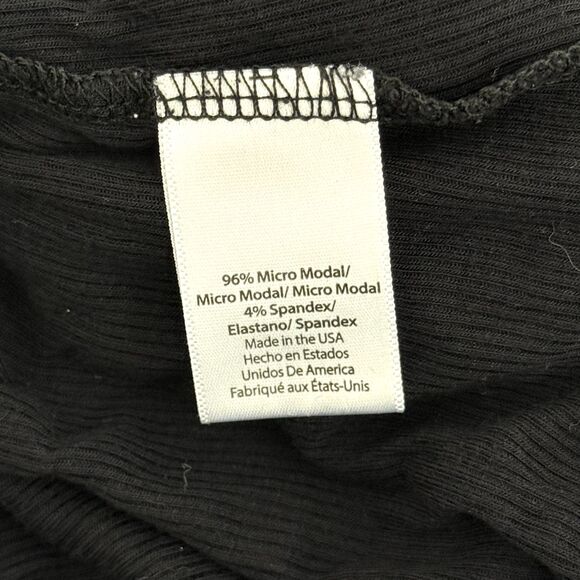 96% Micro Modal/
Micro Modal/ Micro Modal
4% Spandex/
Elastano/ Spandex
Made in the USA
Hecho en Estados
Unidos De America
Fabriqué aux États-Unis